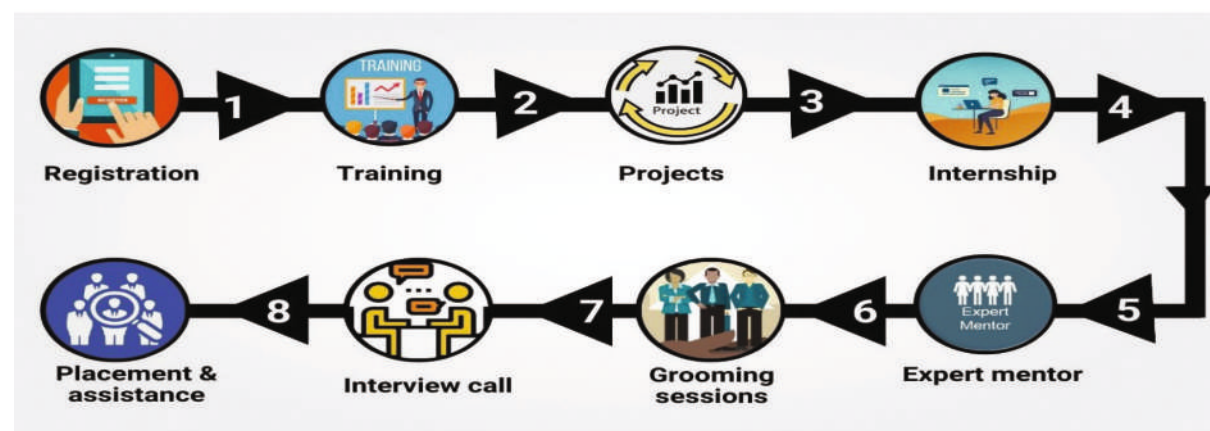 1
TRAINING
2
Project
3
4
Registration
Training
Projects
Internship
5
Expert
Mentor
6
7
8
Expert mentor
Grooming
sessions
Interview call
Placement &
assistance